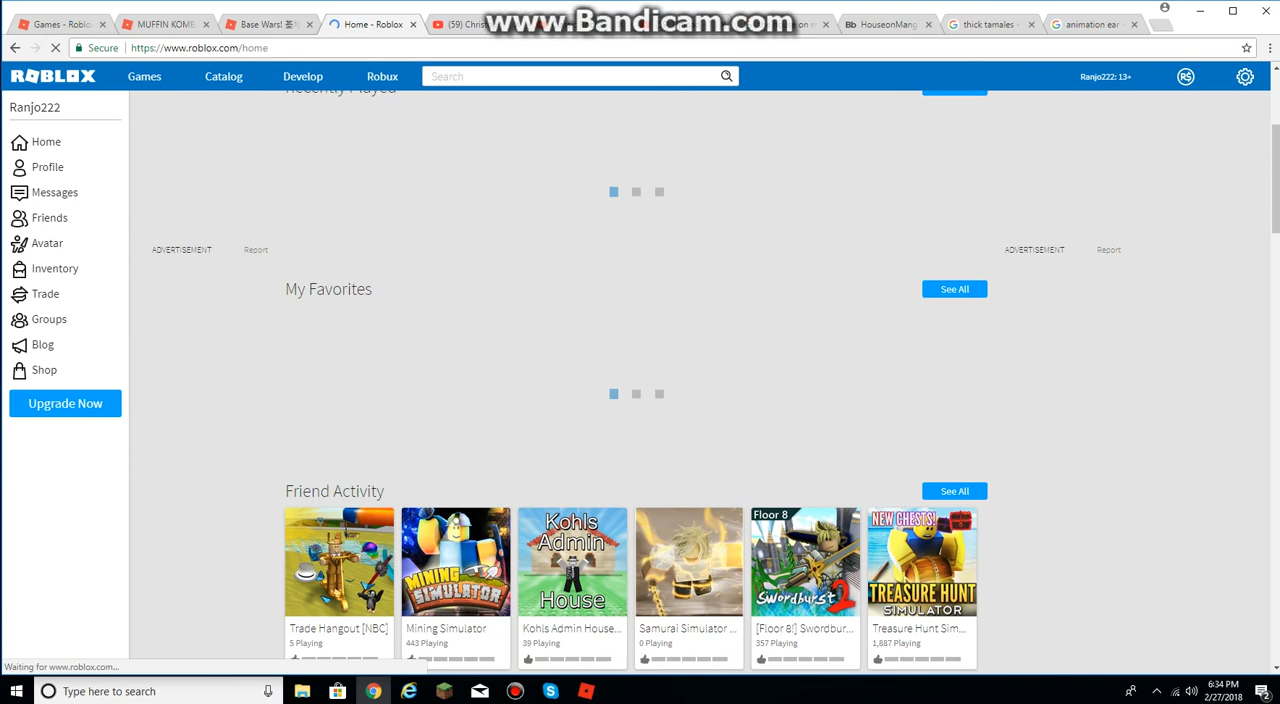 www.Bandicam.com
Games - Roblo
MUFFIN KOMB
Base Wars!
Home - Roblox
(59) Chris
Bb HouseonMang
thick tamales -
animation ear -
Secure https://www.roblox.com/home
ROBLOX Games Catalog Develop Robux Search Ranjo222: 13+
Ranjo222
Recently Played
Home
Profile
Messages
Friends
Avatar
Inventory
Trade
Groups
Blog
Shop
Upgrade Now
ADVERTISEMENT Report
ADVERTISEMENT Report
My Favorites See All
Friend Activity See All
Kohls Admin House
MINING SIMULATOR
Floor 8
Swordburst 2
NEW CHESTS!
TREASURE HUNT SIMULATOR
Trade Hangout [NBC]
5 Playing
Mining Simulator
443 Playing
Kohls Admin House...
39 Playing
Samurai Simulator ...
0 Playing
[Floor 8!] Swordbur...
357 Playing
Treasure Hunt Sim...
1,887 Playing
Waiting for www.roblox.com...
Type here to search
6:34 PM
2/27/2018
2